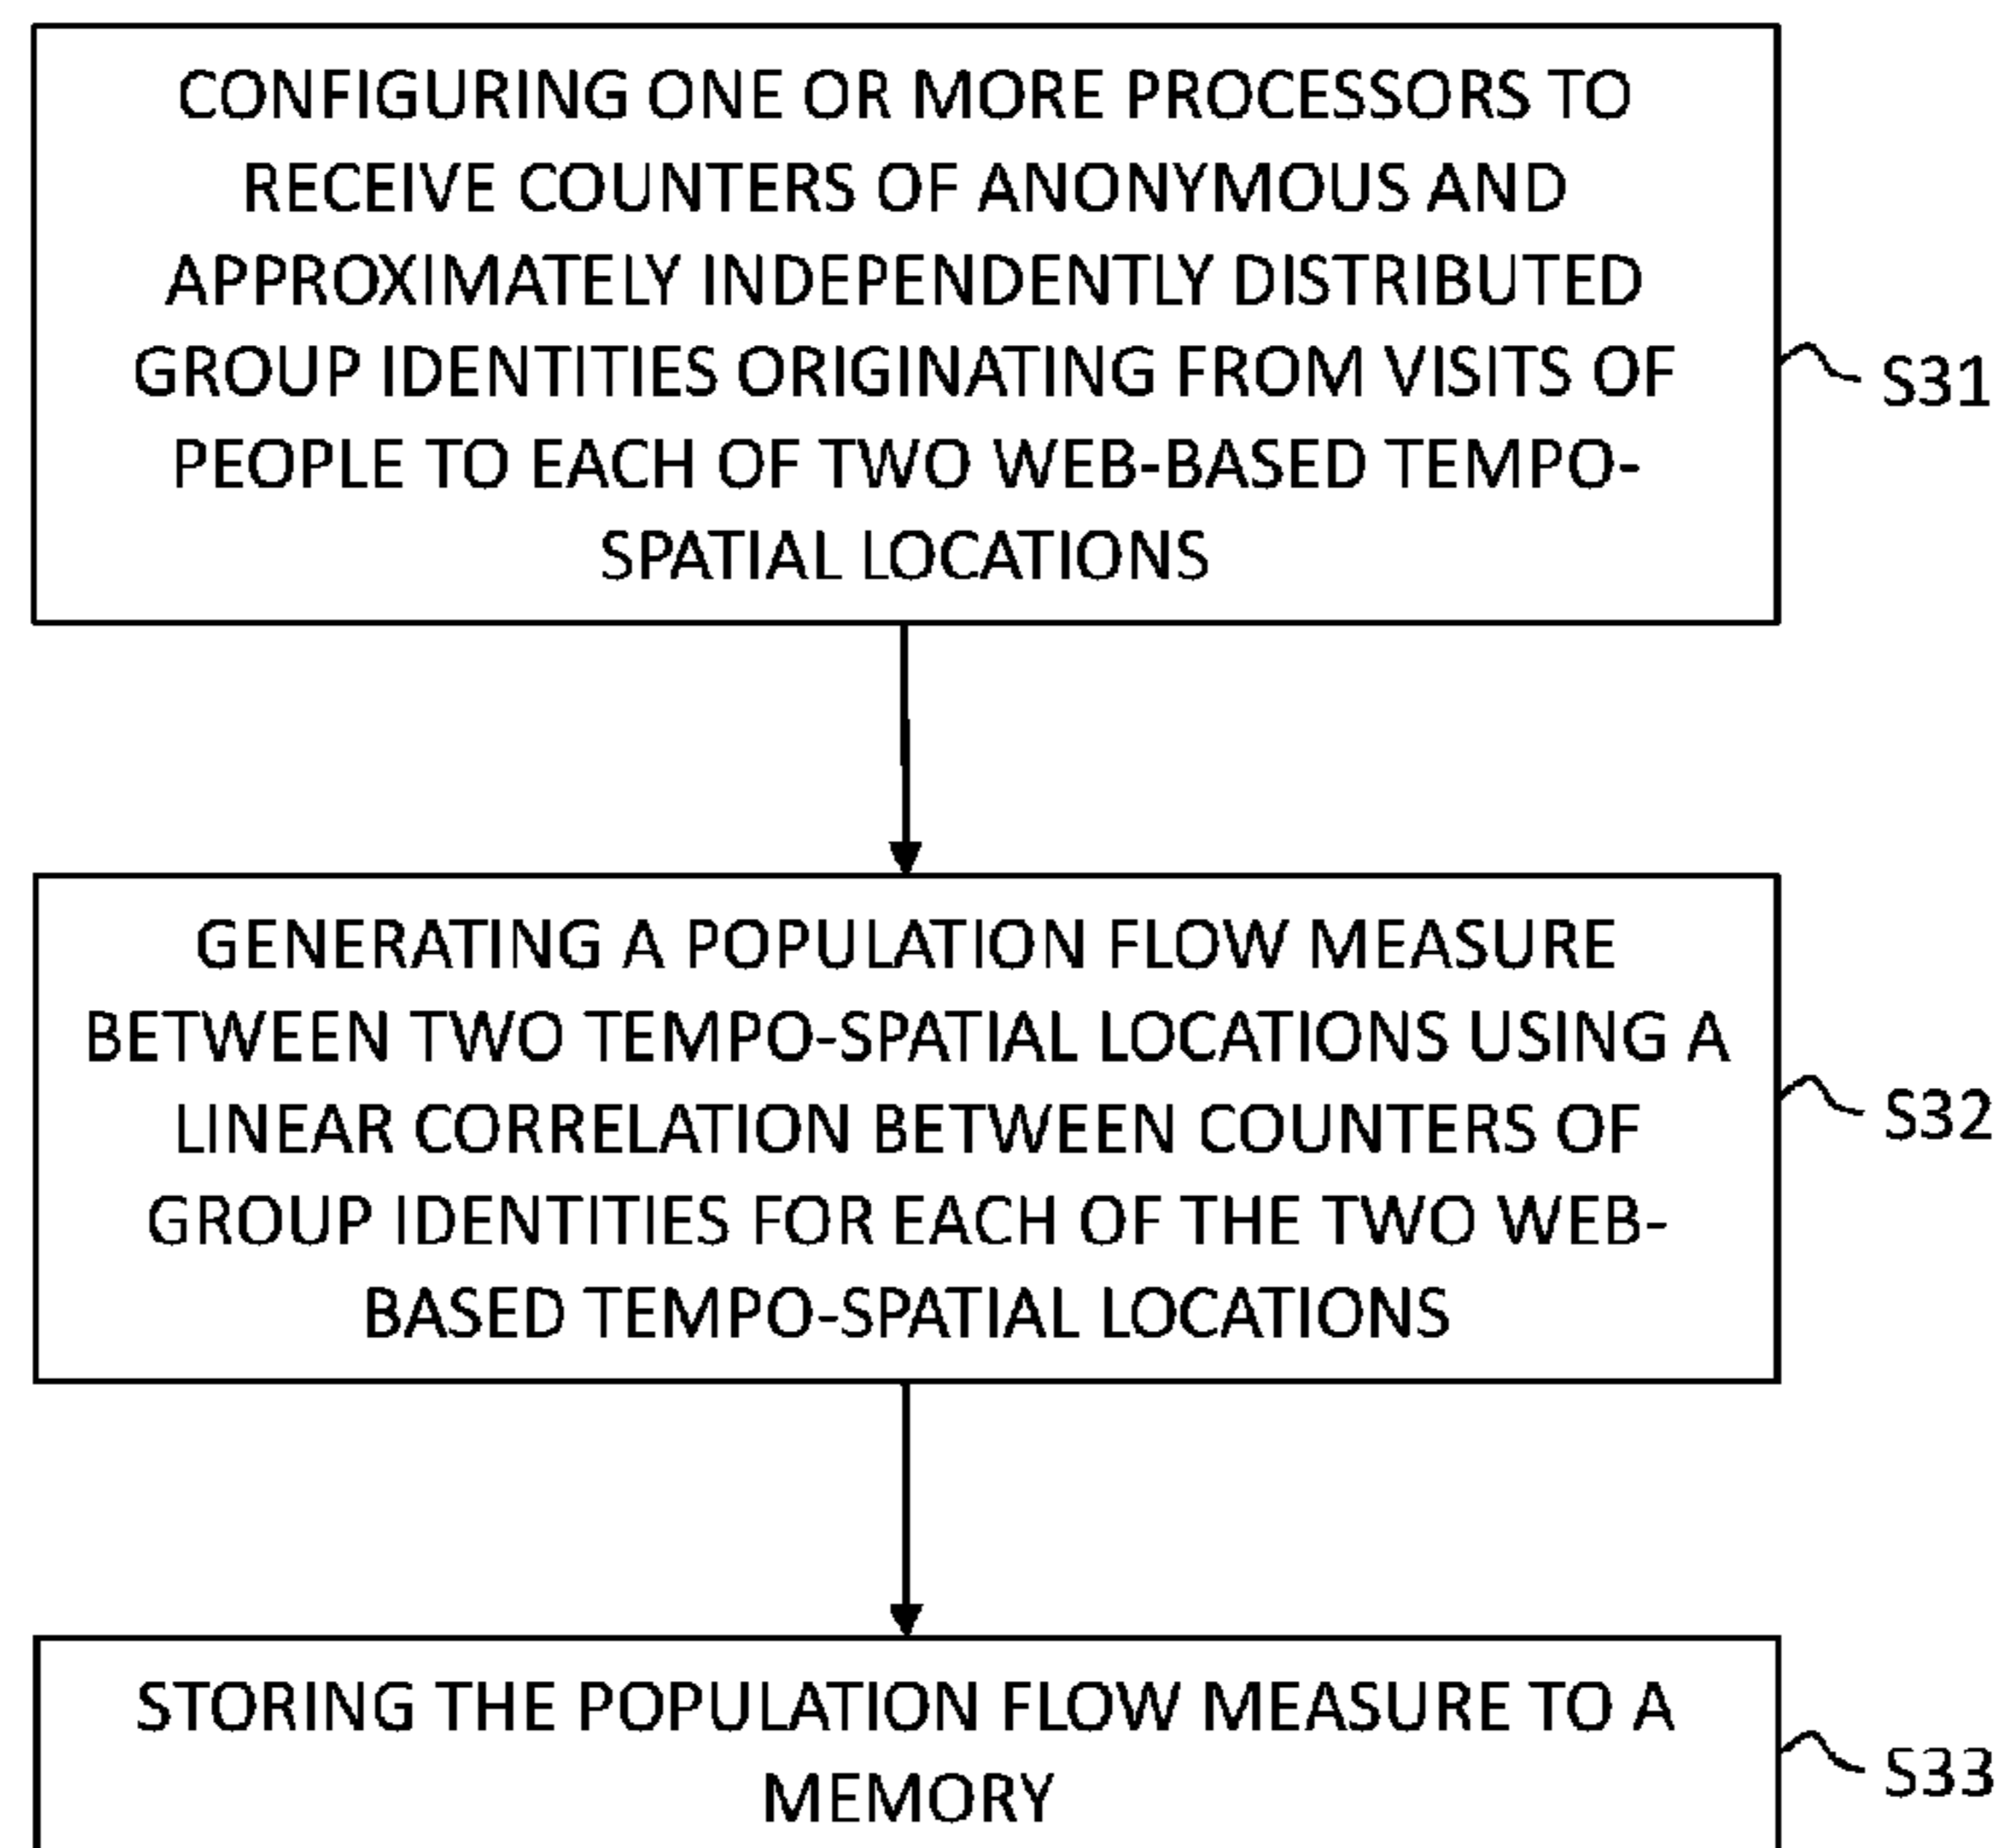 CONFIGURING ONE OR MORE PROCESSORS TO
RECEIVE COUNTERS OF ANONYMOUS AND
APPROXIMATELY INDEPENDENTLY DISTRIBUTED
GROUP IDENTITIES ORIGINATING FROM VISITS OF
PEOPLE TO EACH OF TWO WEB-BASED TEMPO-
SPATIAL LOCATIONS
S31
GENERATING A POPULATION FLOW MEASURE
BETWEEN TWO TEMPO-SPATIAL LOCATIONS USING A
LINEAR CORRELATION BETWEEN COUNTERS OF
GROUP IDENTITIES FOR EACH OF THE TWO WEB-
BASED TEMPO-SPATIAL LOCATIONS
S32
STORING THE POPULATION FLOW MEASURE TO A
MEMORY
S33